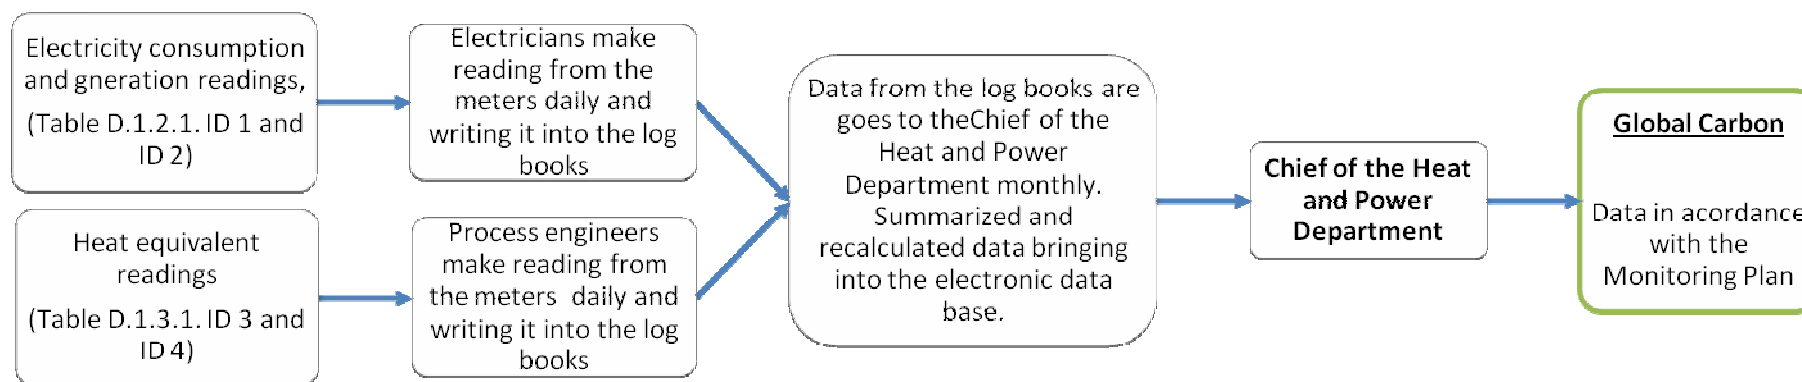 Electricity consumption
and gneration readings,
(Table D.1.2.1. ID 1 and
ID 2)
Electricians make
reading from the
meters daily and
writing it into the log
books
Heat equivalent
readings
(Table D.1.3.1. ID 3 and
ID 4)
Process engineers
make reading from
the meters daily and
writing it into the log
books
Data from the log books are
goes to theChief of the
Heat and Power
Department monthly.
Summarized and
recalculated data bringing
into the electronic data
base.
Chief of the Heat
and Power
Department
Global Carbon
Data in acordance
with the
Monitoring Plan